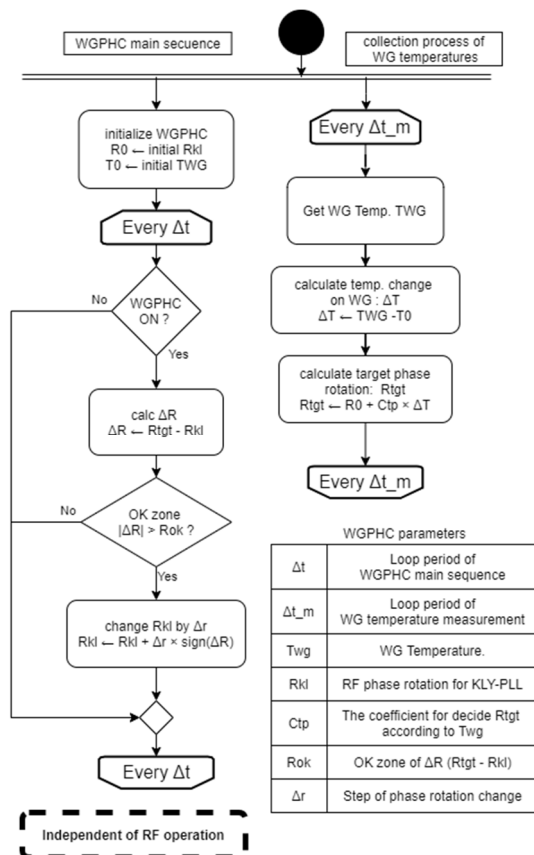 WGPHC main secuence
collection process of
WG temperatures
initialize WGPHC
R0 ← initial Rkl
T0 ← initial TWG
Every Δt
WGPHC
ON ?
No
Yes
calc ΔR
ΔR ← Rtgt - Rkl
OK zone
|ΔR| > Rok ?
No
Yes
change Rkl by Δr
Rkl ← Rkl + Δr × sign(ΔR)
Every Δt
Independent of RF operation
Every Δt_m
Get WG Temp. TWG
calculate temp. change
on WG : ΔT
ΔT ← TWG -T0
calculate target phase
rotation: Rtgt
Rtgt ← R0 + Ctp × ΔT
Every Δt_m
WGPHC parameters
Δt Loop period of
WGPHC main sequence
Δt_m Loop period of
WG temperature measurement
Twg WG Temperature.
Rkl RF phase rotation for KLY-PLL
Ctp The coefficient for decide Rtgt
according to Twg
Rok OK zone of ΔR (Rtgt - Rkl)
Δr Step of phase rotation change